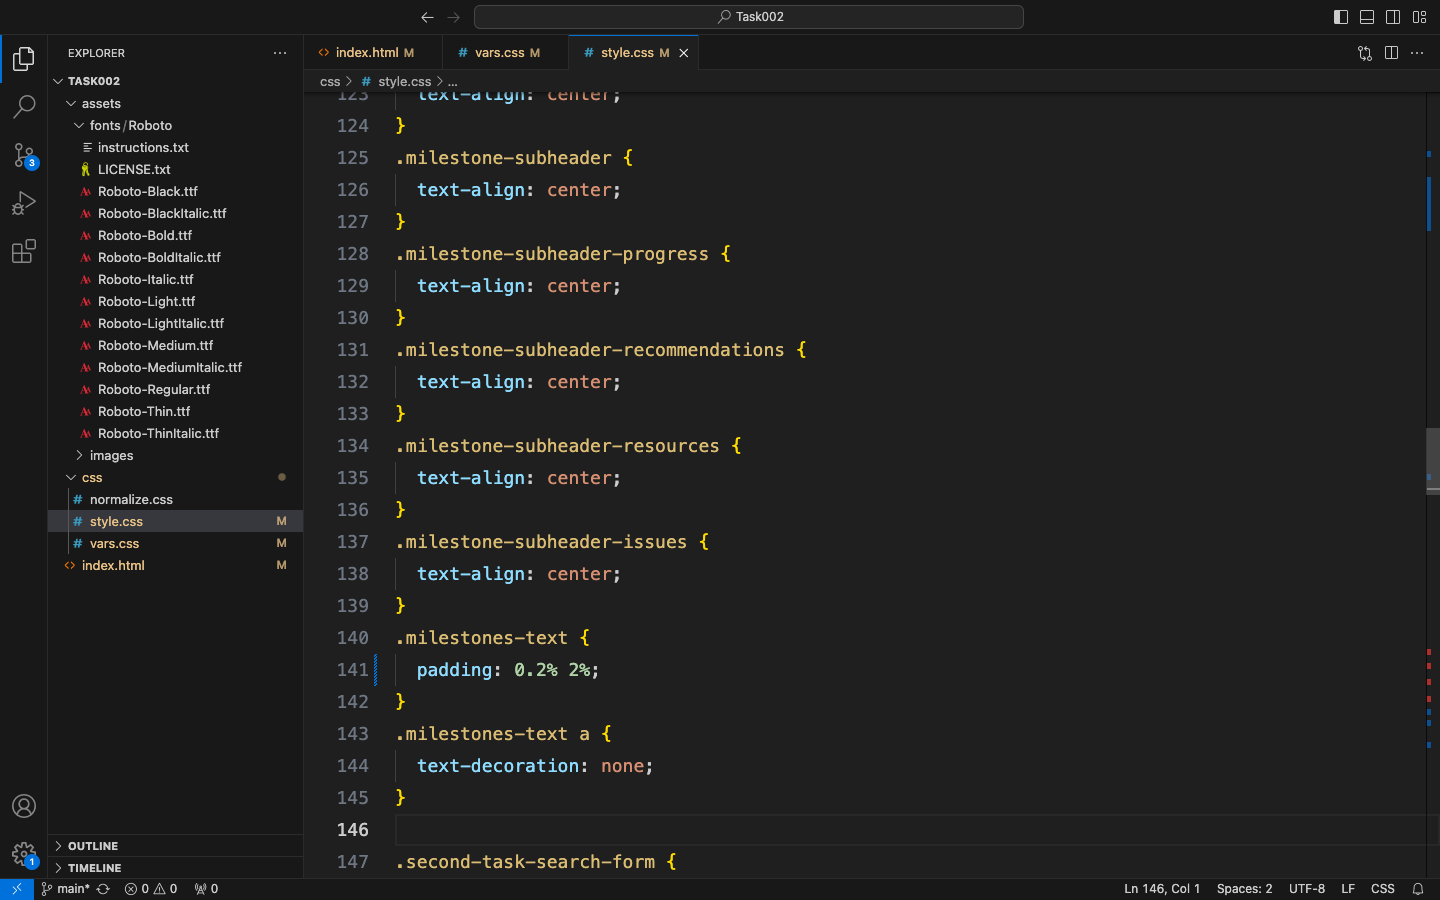 Task002
EXPLORER
TASK002
assets
fonts/Roboto
instructions.txt
LICENSE.txt
Roboto-Black.ttf
Roboto-BlackItalic.ttf
Roboto-Bold.ttf
Roboto-BoldItalic.ttf
Roboto-Italic.ttf
Roboto-Light.ttf
Roboto-LightItalic.ttf
Roboto-Medium.ttf
Roboto-MediumItalic.ttf
Roboto-Regular.ttf
Roboto-Thin.ttf
Roboto-ThinItalic.ttf
images
css
# normalize.css
# style.css M
# vars.css M
<> index.html M
OUTLINE
TIMELINE
3
1
<> index.html M
# vars.css M
# style.css M
css > # style.css > ...
123 text-align: center;
124 }
125 .milestone-subheader {
126 text-align: center;
127 }
128 .milestone-subheader-progress {
129 text-align: center;
130 }
131 .milestone-subheader-recommendations {
132 text-align: center;
133 }
134 .milestone-subheader-resources {
135 text-align: center;
136 }
137 .milestone-subheader-issues {
138 text-align: center;
139 }
140 .milestones-text {
141 padding: 0.2% 2%;
142 }
143 .milestones-text a {
144 text-decoration: none;
145 }
146
147 .second-task-search-form {
main* 0 0 0 Ln 146, Col 1 Spaces: 2 UTF-8 LF CSS